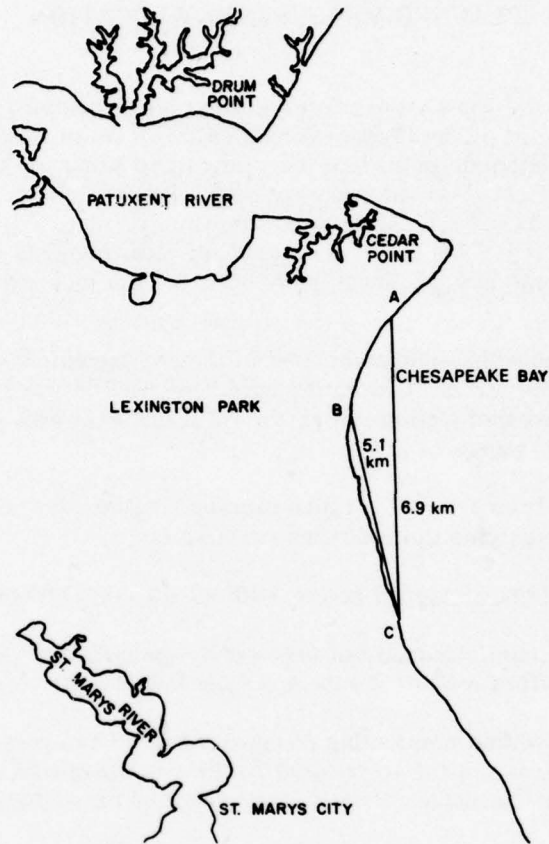 DRUM
POINT
PATUXENT RIVER
CEDAR
POINT
A
CHESAPEAKE BAY
LEXINGTON PARK
B
5.1
km
6.9 km
C
ST MARYS RIVER
ST. MARYS CITY